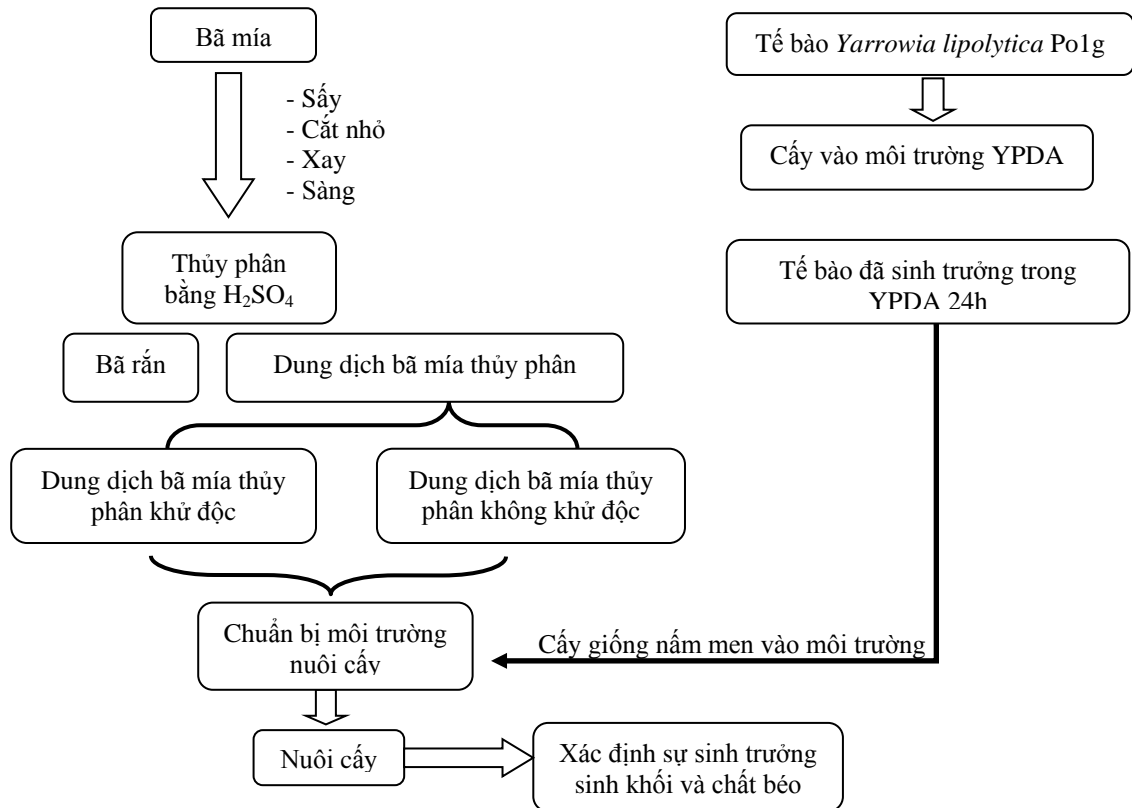 Bã mía
- Sấy
- Cắt nhỏ
- Xay
- Sàng
Thủy phân
bằng H₂SO₄
Bã rắn
Dung dịch bã mía thủy phân
Dung dịch bã mía thủy
phân khử độc
Dung dịch bã mía thủy
phân không khử độc
Chuẩn bị môi trường
nuôi cấy
Nuôi cấy
Xác định sự sinh trưởng
sinh khối và chất béo
Tế bào Yarrowia lipolytica Po1g
Cấy vào môi trường YPDA
Tế bào đã sinh trưởng trong
YPDA 24h
Cấy giống nấm men vào môi trường